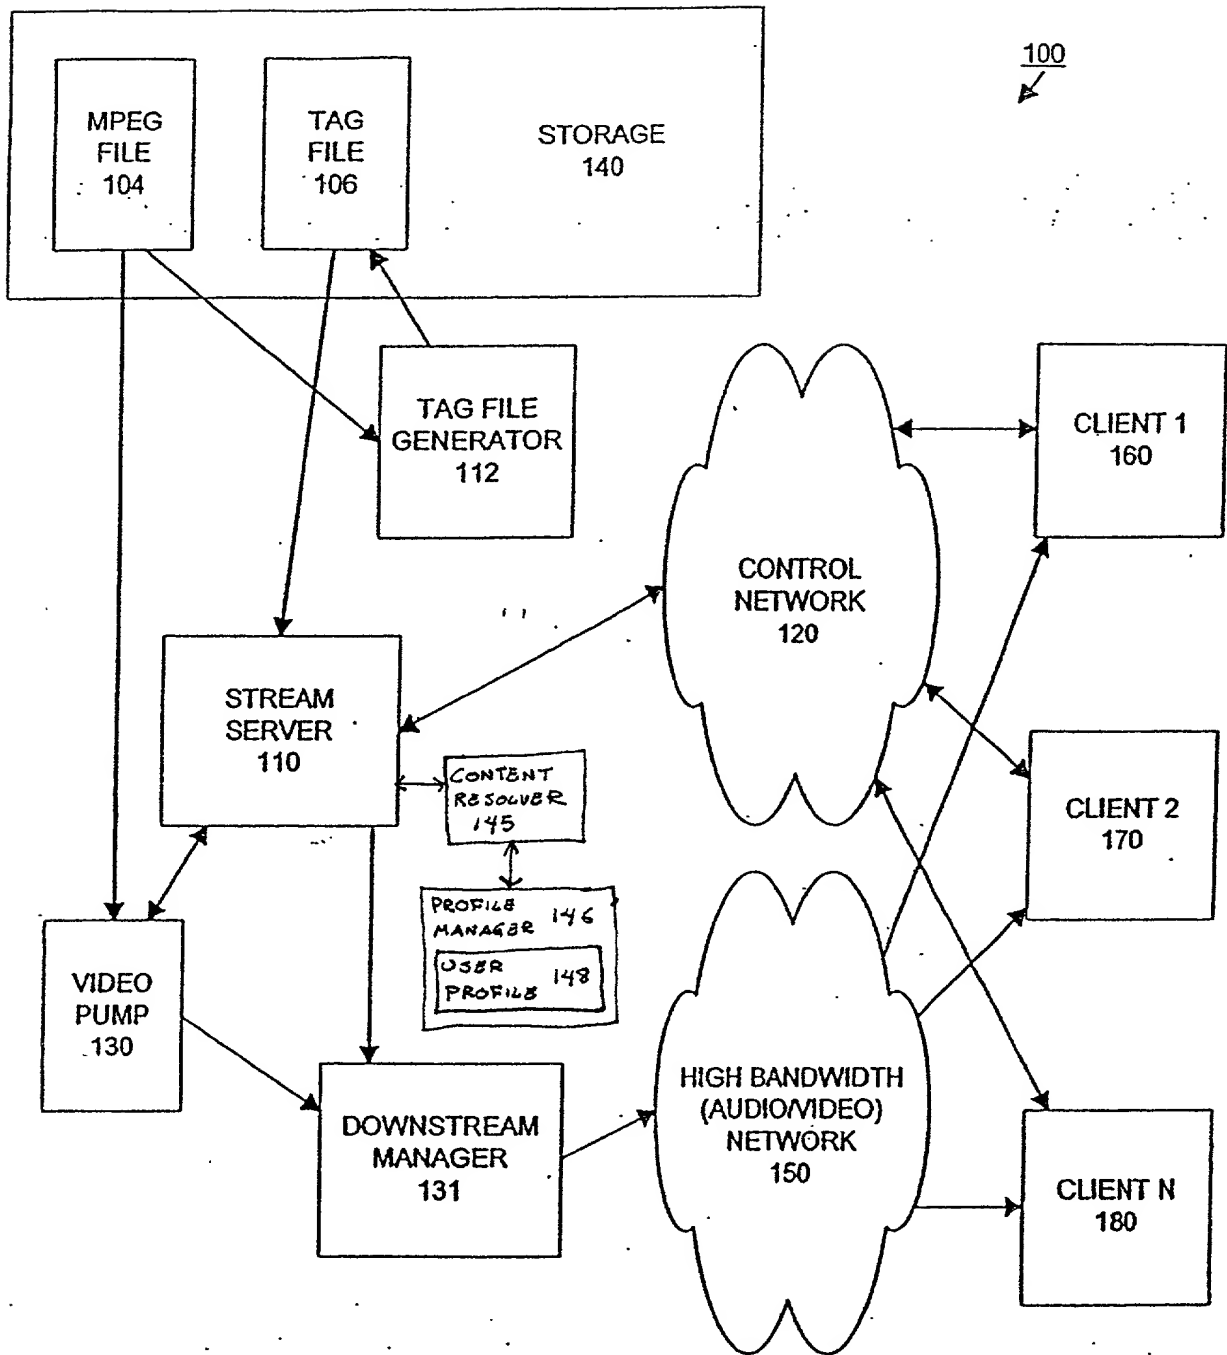 100
MPEG
FILE
104
TAG
FILE
106
STORAGE
140
TAG FILE
GENERATOR
112
CLIENT 1
160
CONTROL
NETWORK
120
STREAM
SERVER
110
CONTENT
RESOLVER
145
CLIENT 2
170
PROFILE
MANAGER 146
USER
PROFILE 148
VIDEO
PUMP
130
HIGH BANDWIDTH
(AUDIO/VIDEO)
NETWORK
150
DOWNSTREAM
MANAGER
131
CLIENT N
180